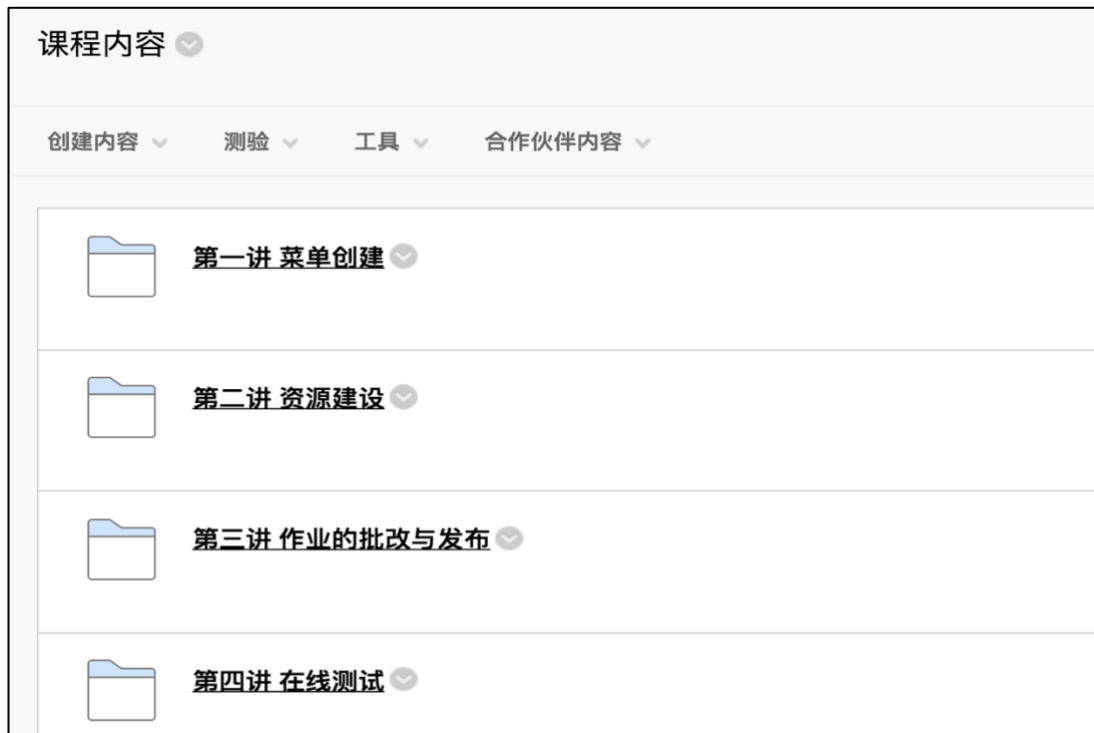 课程内容
创建内容 测验 工具 合作伙伴内容
第一讲 菜单创建
第二讲 资源建设
第三讲 作业的批改与发布
第四讲 在线测试